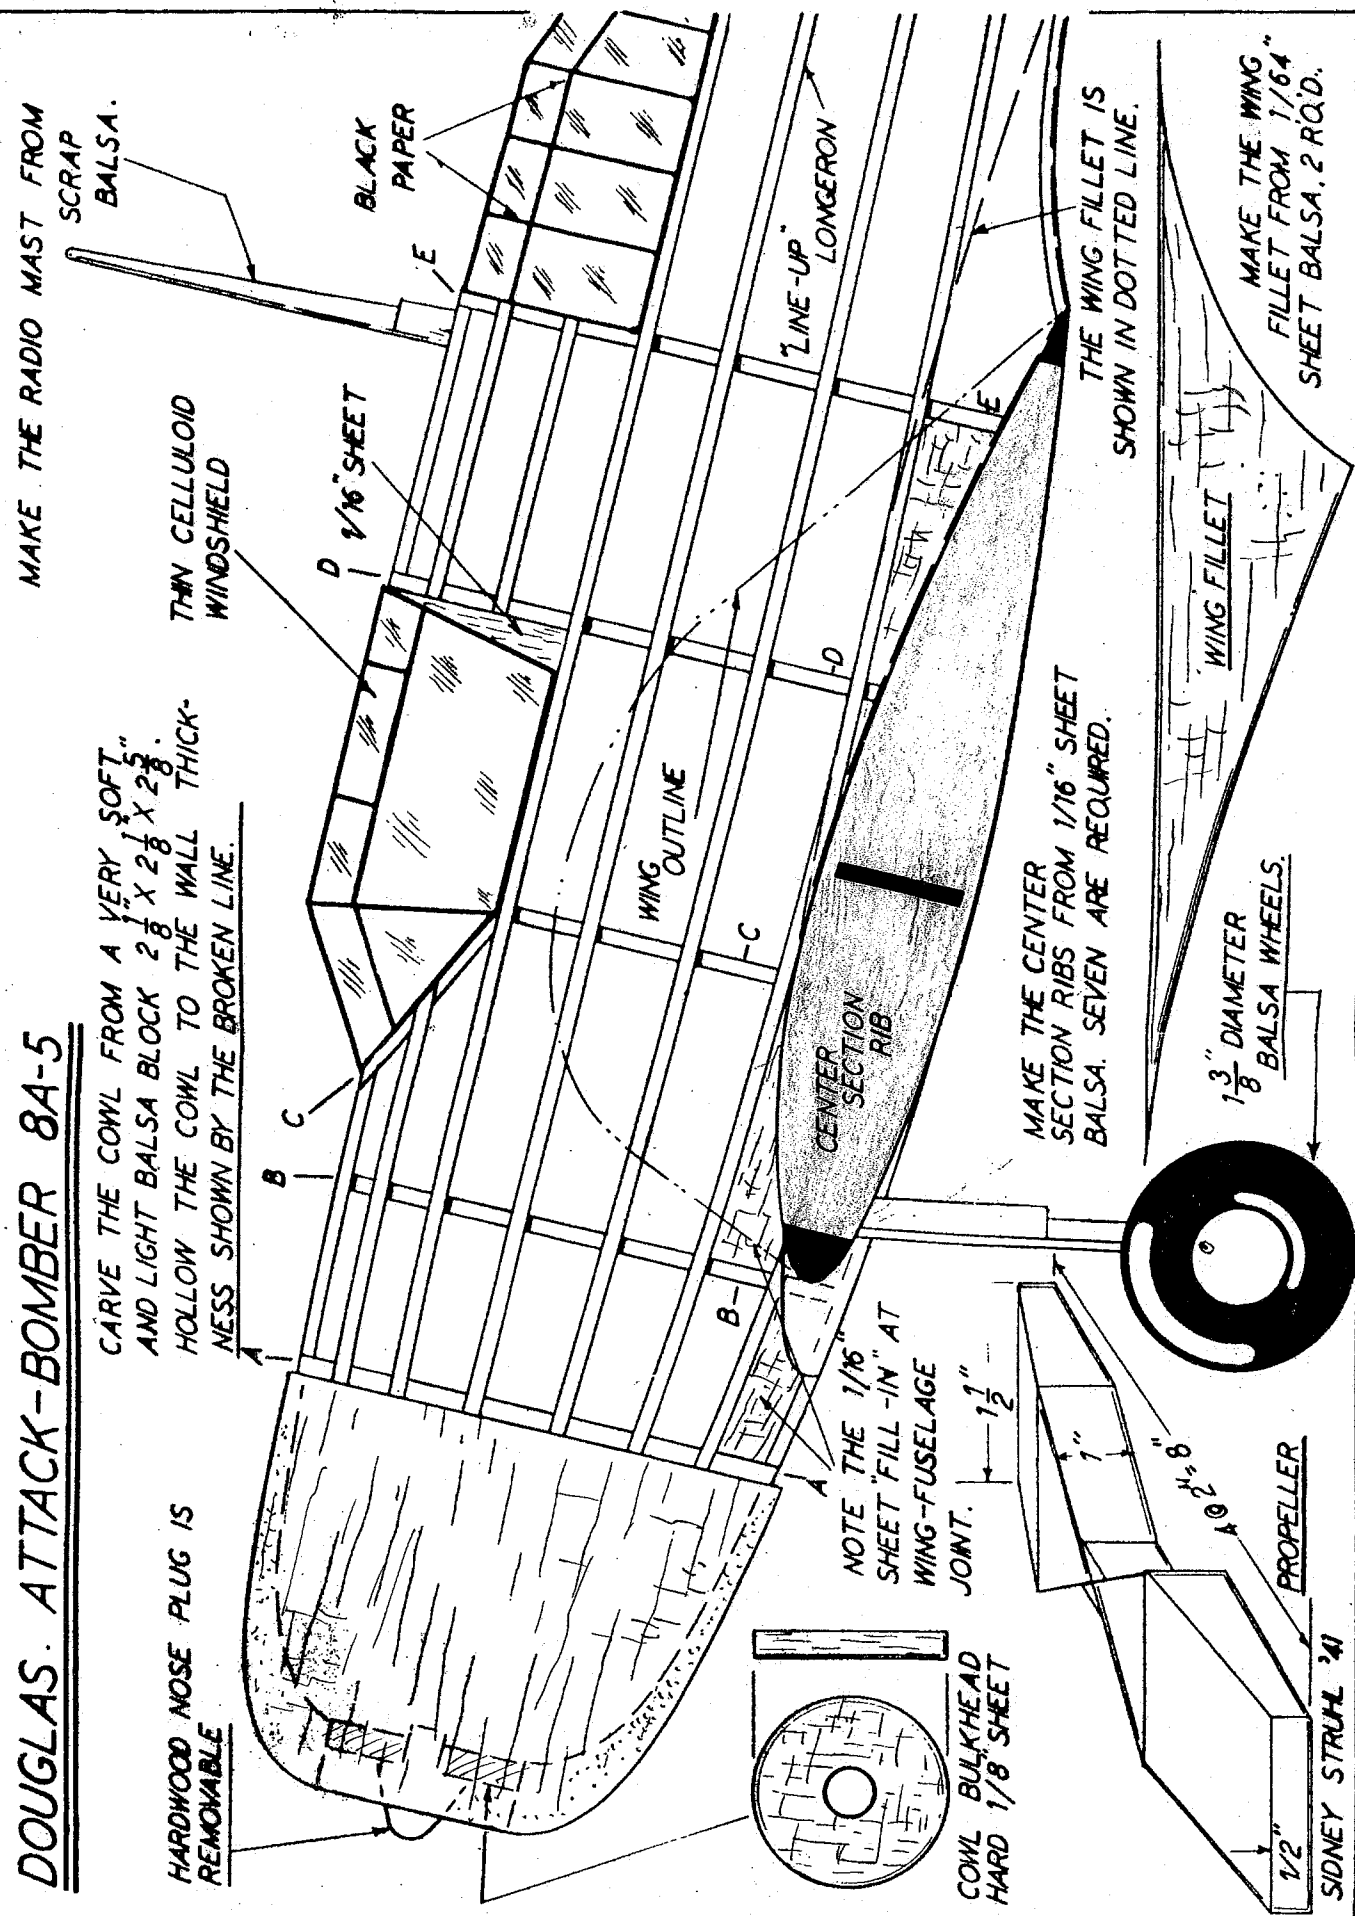 DOUGLAS. ATTACK-BOMBER 8A-5
MAKE THE RADIO MAST FROM
SCRAP
BALSA.
CARVE THE COWL FROM A VERY SOFT
AND LIGHT BALSA BLOCK 2 1/8" X 2 1/8" X 2 5/8".
HOLLOW THE COWL TO THE WALL THICK-
NESS SHOWN BY THE BROKEN LINE.
THIN CELLULOID
WINDSHIELD
HARDWOOD NOSE PLUG IS
REMOVABLE
1/16" SHEET
BLACK
PAPER
A
B
C
D
E
WING
OUTLINE
"LINE-UP"
LONGERON
A
B
C
D
E
CENTER
SECTION
RIB
NOTE THE 1/16"
SHEET "FILL-IN" AT
WING-FUSELAGE
JOINT.
MAKE THE CENTER
SECTION RIBS FROM 1/16" SHEET
BALSA. SEVEN ARE REQUIRED.
THE WING FILLET IS
SHOWN IN DOTTED LINE.
COWL BULKHEAD
HARD 1/8" SHEET
1 1/2"
1"
4 @ 2" = 8"
1/2"
PROPELLER
SIDNEY STRUHL '41
1 3/8" DIAMETER
BALSA WHEELS.
WING FILLET
MAKE THE WING
FILLET FROM 1/64"
SHEET BALSA. 2 RQ'D.